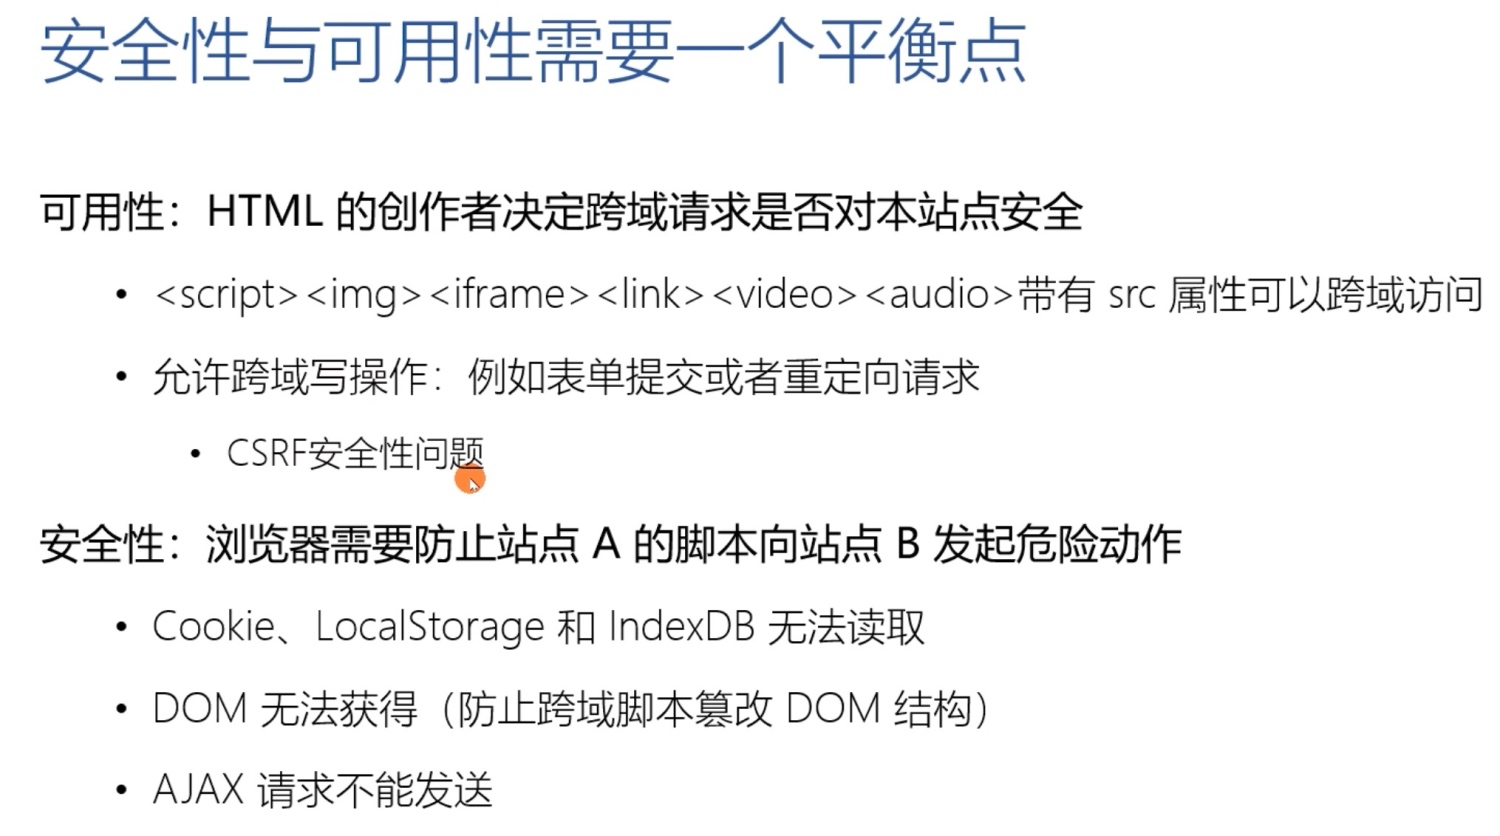 安全性与可用性需要一个平衡点
可用性：HTML 的创作者决定跨域请求是否对本站点安全
• <script><img><iframe><link><video><audio>带有 src 属性可以跨域访问
• 允许跨域写操作：例如表单提交或者重定向请求
• CSRF安全性问题
安全性：浏览器需要防止站点 A 的脚本向站点 B 发起危险动作
• Cookie、LocalStorage 和 IndexDB 无法读取
• DOM 无法获得（防止跨域脚本篡改 DOM 结构）
• AJAX 请求不能发送